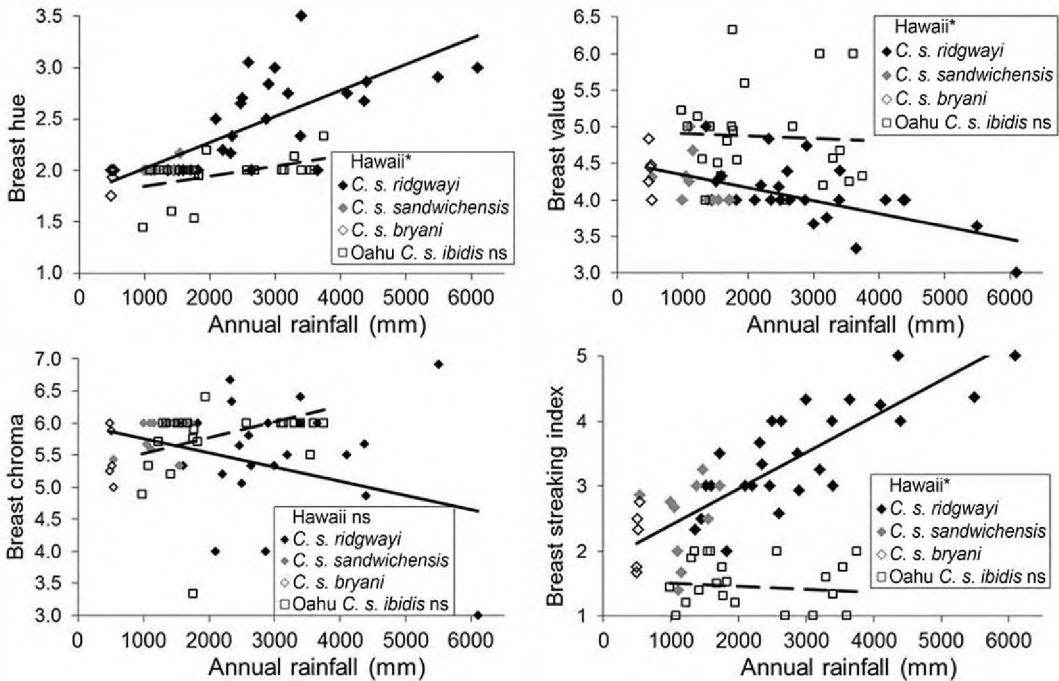 3.5
3.0
2.5
2.0
1.5
1.0
Breast hue
0 1000 2000 3000 4000 5000 6000
Annual rainfall (mm)
Hawaii*
C. s. ridgwayi
C. s. sandwichensis
C. s. bryani
Oahu C. s. ibidis ns
6.5
6.0
5.5
5.0
4.5
4.0
3.5
3.0
Breast value
0 1000 2000 3000 4000 5000 6000
Annual rainfall (mm)
Hawaii*
C. s. ridgwayi
C. s. sandwichensis
C. s. bryani
Oahu C. s. ibidis ns
7.0
6.5
6.0
5.5
5.0
4.5
4.0
3.5
3.0
Breast chroma
0 1000 2000 3000 4000 5000 6000
Annual rainfall (mm)
Hawaii ns
C. s. ridgwayi
C. s. sandwichensis
C. s. bryani
Oahu C. s. ibidis ns
5
4
3
2
1
Breast streaking index
0 1000 2000 3000 4000 5000 6000
Annual rainfall (mm)
Hawaii*
C. s. ridgwayi
C. s. sandwichensis
C. s. bryani
Oahu C. s. ibidis ns